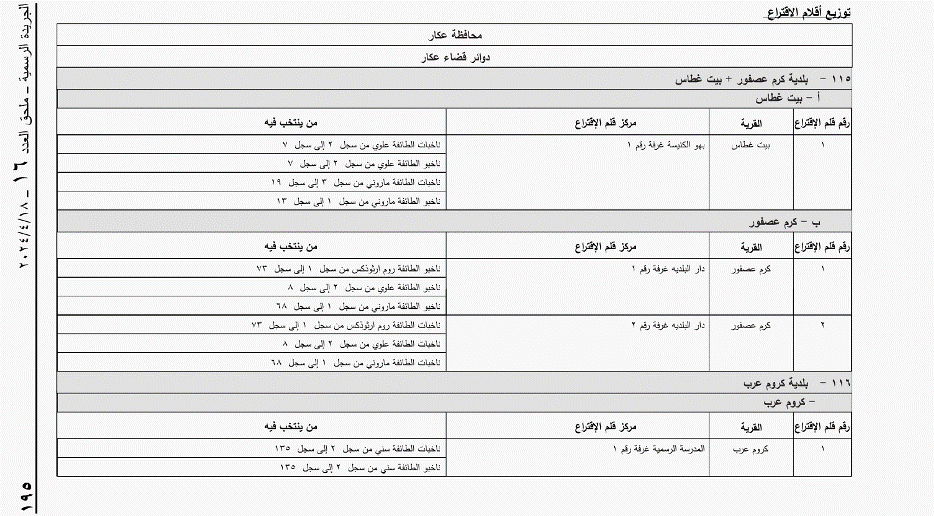 الجريدة الرسمية – ملحق العدد ١٦ – ٢٠٢٤/٤/١٨
توزيع أقلام الاقتراع
محافظة عكار
دوائر قضاء عكار
١١٥ – بلدية كرم عصفور + بيت غطاس
أ – بيت غطاس
رقم قلم الإقتراع القرية مركز قلم الإقتراع من ينتخب فيه
١ بيت غطاس بهو الكنيسة غرفة رقم ١ ناخبات الطائفة علوي من سجل ٢ إلى سجل ٧
ناخبو الطائفة علوي من سجل ٢ إلى سجل ٧
ناخبات الطائفة ماروني من سجل ٣ إلى سجل ١٩
ناخبو الطائفة ماروني من سجل ١ إلى سجل ١٣
ب – كرم عصفور
رقم قلم الإقتراع القرية مركز قلم الإقتراع من ينتخب فيه
١ كرم عصفور دار البلديه غرفة رقم ١ ناخبو الطائفة روم ارثوذكس من سجل ١ إلى سجل ٧٣
ناخبو الطائفة علوي من سجل ٢ إلى سجل ٨
ناخبو الطائفة ماروني من سجل ١ إلى سجل ٦٨
٢ كرم عصفور دار البلديه غرفة رقم ٢ ناخبات الطائفة روم ارثوذكس من سجل ١ إلى سجل ٧٣
ناخبات الطائفة علوي من سجل ٢ إلى سجل ٨
ناخبات الطائفة ماروني من سجل ١ إلى سجل ٦٨
١١٦ – بلدية كروم عرب
– كروم عرب
رقم قلم الإقتراع القرية مركز قلم الإقتراع من ينتخب فيه
١ كروم عرب المدرسة الرسمية غرفة رقم ١ ناخبات الطائفة سني من سجل ٢ إلى سجل ١٣٥
ناخبو الطائفة سني من سجل ٢ إلى سجل ١٣٥
١٩٥